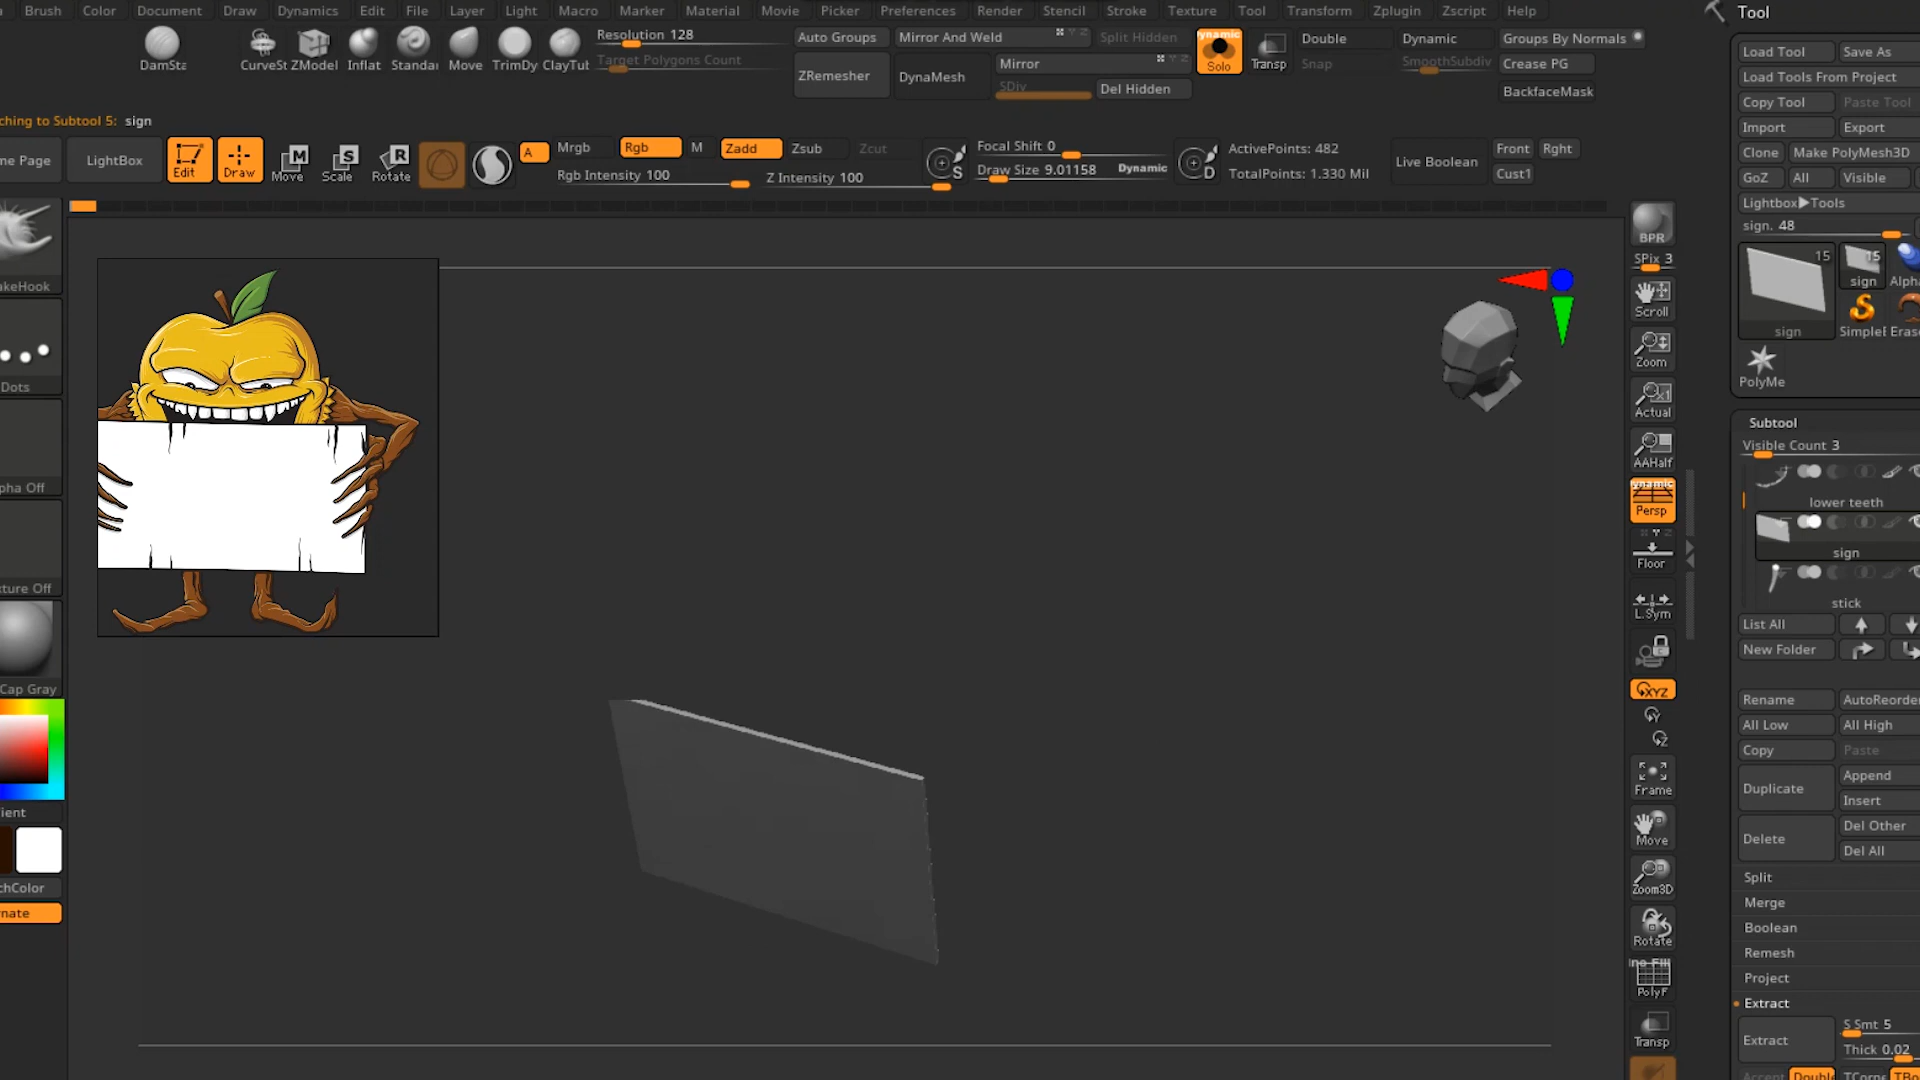 Brush Color Document Draw Dynamics Edit File Layer Light Macro Marker Material Movie Picker Preferences Render Stencil Stroke Texture Tool Transform Zplugin Zscript Help
Tool
DamSta
CurveSt ZModel Inflat Standar Move TrimDy ClayTub
Resolution 128
Target Polygons Count
Auto Groups
ZRemesher
Mirror And Weld
DynaMesh
Mirror
SDiv
Split Hidden
Del Hidden
Solo
Transp
Double
Snap
Dynamic
SmoothSubdiv
Groups By Normals
Crease PG
BackfaceMask
ching to Subtool 5: sign
me Page
LightBox
Edit
Draw
Move
Scale
Rotate
A
Mrgb
Rgb
M
Rgb Intensity 100
Zadd
Zsub
Zcut
Z Intensity 100
S
Focal Shift 0
Draw Size 9.01158
Dynamic
D
ActivePoints: 482
TotalPoints: 1.330 Mil
Live Boolean
Front
Rght
Cust1
Load Tool
Save As
Load Tools From Project
Copy Tool
Paste Tool
Import
Export
Clone
Make PolyMesh3D
GoZ
All
Visible
Lightbox▶Tools
sign. 48
15
sign
15
sign
Alpha
Simple
Eras
PolyMe
akeHook
Dots
pha Off
ture Off
Cap Gray
ient
chColor
nate
BPR
SPix 3
Scroll
Zoom
Actual
AAHalf
Persp
Floor
L.Sym
XYZ
Y
Z
Frame
Move
Zoom3D
Rotate
PolyF
Transp
Subtool
Visible Count 3
lower teeth
sign
stick
List All
New Folder
Rename
AutoReorde
All Low
All High
Copy
Paste
Duplicate
Append
Insert
Delete
Del Other
Del All
Split
Merge
Boolean
Remesh
Project
Extract
Extract
S Smt 5
Thick 0.02
Accept
Double
TCorne
TBo